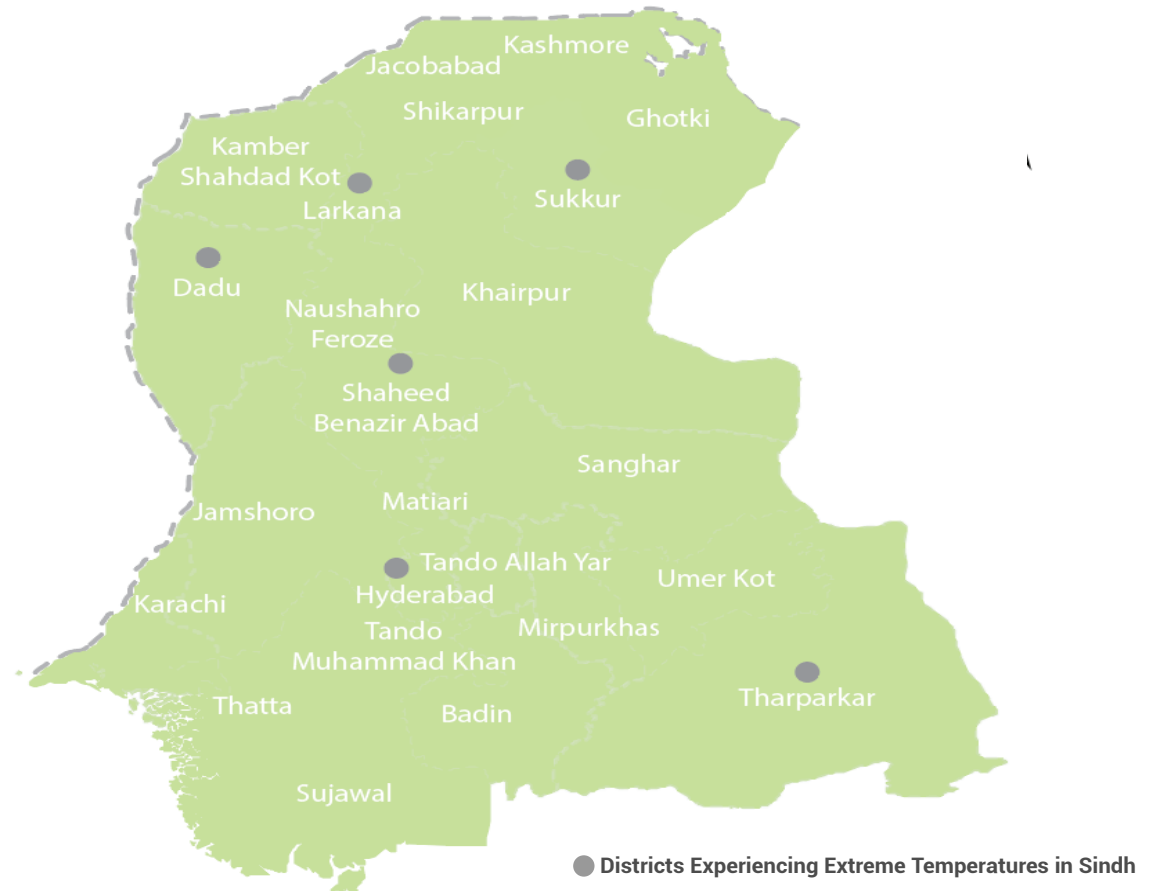 Kashmore
Jacobabad
Shikarpur
Ghotki
Kamber
Shahdad Kot
Sukkur
Larkana
Dadu
Khairpur
Naushahro
Feroze
Shaheed
Benazir Abad
Sanghar
Matiari
Jamshoro
Tando Allah Yar
Umer Kot
Hyderabad
Karachi
Mirpurkhas
Tando
Muhammad Khan
Tharparkar
Thatta
Badin
Sujawal
Districts Experiencing Extreme Temperatures in Sindh